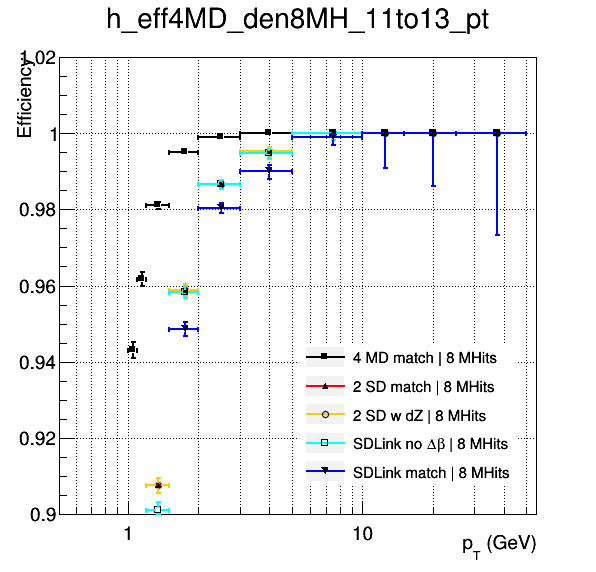 h_eff4MD_den8MH_11to13_pt
Efficiency
1.02
1
0.98
0.96
0.94
0.92
0.9
4 MD match | 8 MHits
2 SD match | 8 MHits
2 SD w dZ | 8 MHits
SDLink no Δβ | 8 MHits
SDLink match | 8 MHits
1
10
p_T (GeV)